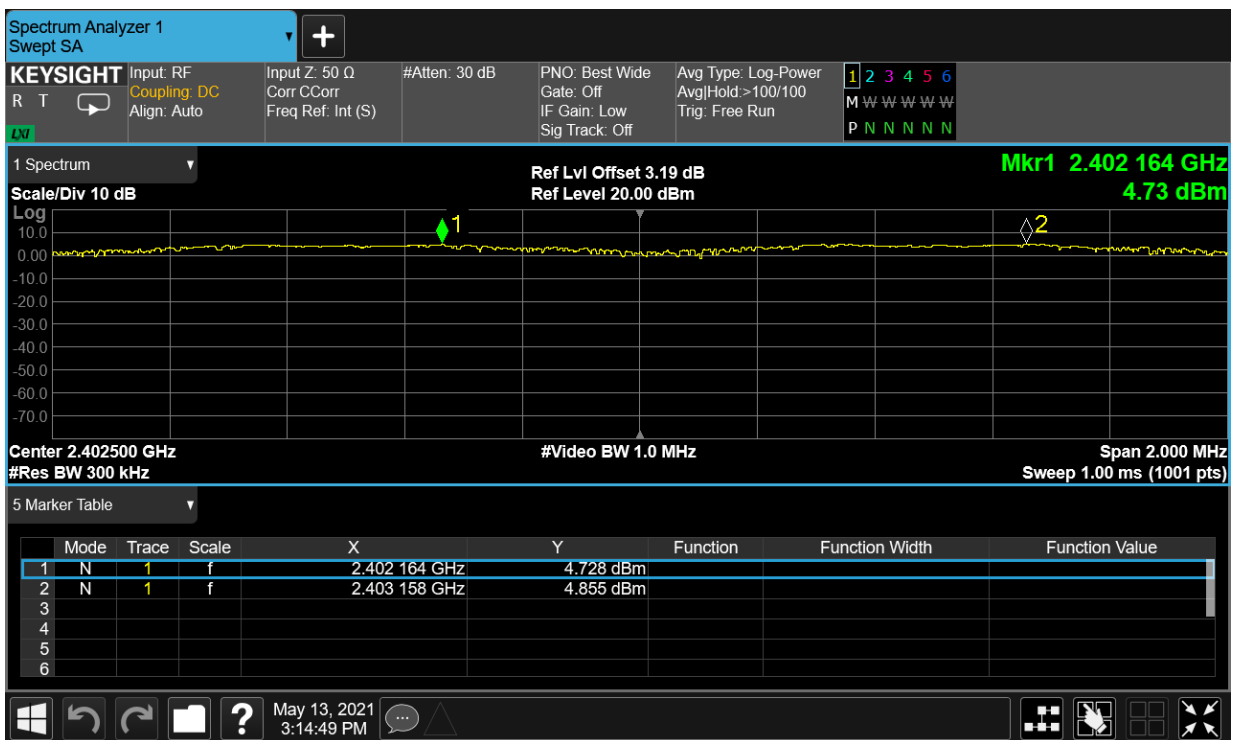 Spectrum Analyzer 1
Swept SA
KEYSIGHT
R T
LXI
Input: RF
Coupling: DC
Align: Auto
Input Z: 50 Ω
Corr CCorr
Freq Ref: Int (S)
#Atten: 30 dB
PNO: Best Wide
Gate: Off
IF Gain: Low
Sig Track: Off
Avg Type: Log-Power
Avg|Hold:>100/100
Trig: Free Run
1 2 3 4 5 6
M W W W W W
P N N N N N
1 Spectrum
Scale/Div 10 dB
Ref Lvl Offset 3.19 dB
Ref Level 20.00 dBm
Mkr1 2.402 164 GHz
4.73 dBm
Log
10.0
0.00
-10.0
-20.0
-30.0
-40.0
-50.0
-60.0
-70.0
1
2
Center 2.402500 GHz
#Res BW 300 kHz
#Video BW 1.0 MHz
Span 2.000 MHz
Sweep 1.00 ms (1001 pts)
5 Marker Table
Mode Trace Scale X Y Function Function Width Function Value
1 N 1 f 2.402 164 GHz 4.728 dBm
2 N 1 f 2.403 158 GHz 4.855 dBm
3
4
5
6
?
May 13, 2021
3:14:49 PM